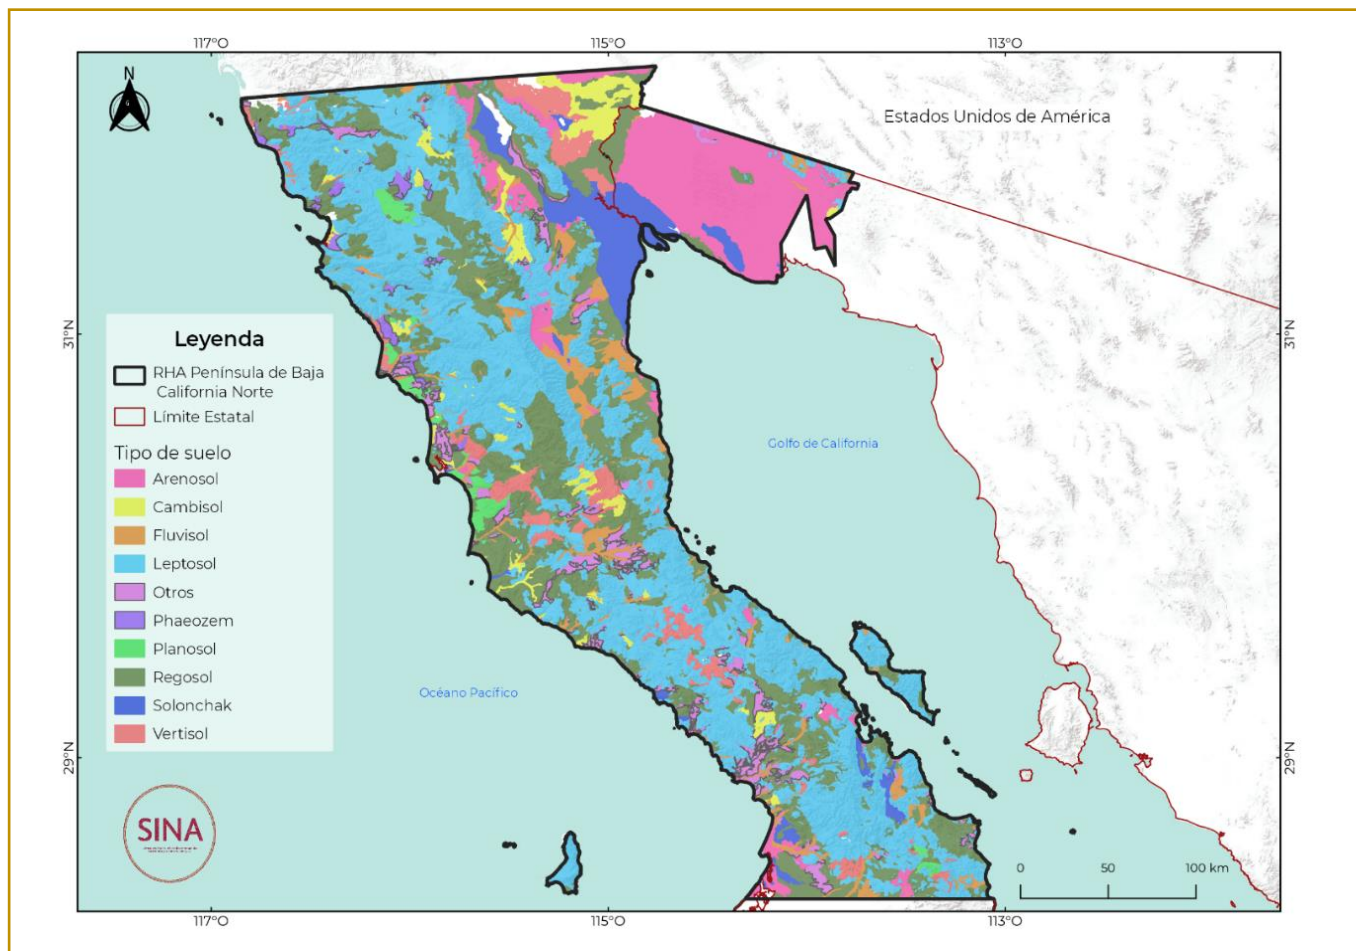 117°O
115°O
113°O
N
Estados Unidos de América
31°N
31°N
Leyenda
RHA Península de Baja
California Norte
Límite Estatal
Tipo de suelo
Arenosol
Cambisol
Fluvisol
Leptosol
Otros
Phaeozem
Planosol
Regosol
Solonchak
Vertisol
Golfo de California
Océano Pacífico
29°N
29°N
SINA
0 50 100 km
117°O
115°O
113°O